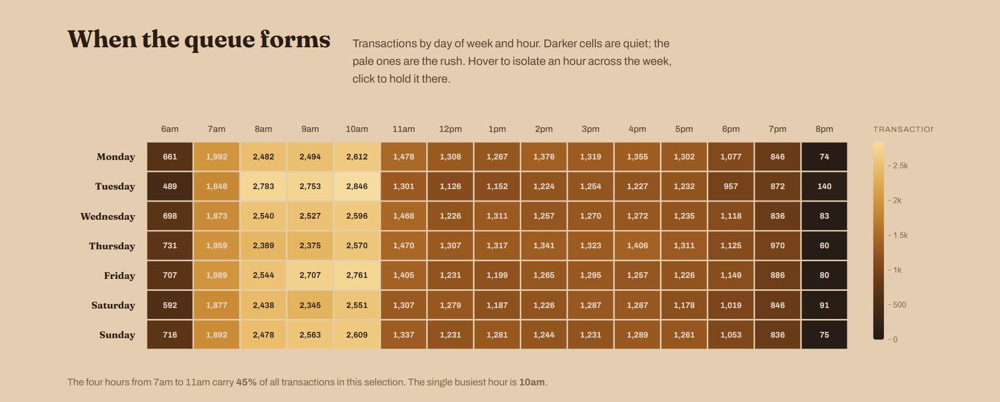 When the queue forms
Transactions by day of week and hour. Darker cells are quiet; the
pale ones are the rush. Hover to isolate an hour across the week,
click to hold it there.
6am 7am 8am 9am 10am 11am 12pm 1pm 2pm 3pm 4pm 5pm 6pm 7pm 8pm
Monday 661 1,992 2,482 2,494 2,612 1,478 1,308 1,267 1,376 1,319 1,355 1,302 1,077 846 74
Tuesday 489 1,846 2,783 2,753 2,846 1,301 1,126 1,152 1,224 1,254 1,227 1,232 957 872 140
Wednesday 698 1,873 2,540 2,527 2,596 1,468 1,226 1,311 1,257 1,270 1,272 1,235 1,118 836 83
Thursday 731 1,959 2,389 2,375 2,570 1,470 1,307 1,317 1,341 1,323 1,406 1,311 1,125 970 60
Friday 707 1,989 2,544 2,707 2,761 1,405 1,231 1,199 1,265 1,295 1,257 1,226 1,149 886 80
Saturday 592 1,877 2,438 2,345 2,551 1,307 1,279 1,187 1,226 1,287 1,287 1,178 1,019 846 91
Sunday 716 1,892 2,478 2,563 2,609 1,337 1,231 1,281 1,244 1,231 1,289 1,261 1,053 836 75
TRANSACTION
2.5k
2k
1.5k
1k
500
0
The four hours from 7am to 11am carry 45% of all transactions in this selection. The single busiest hour is 10am.